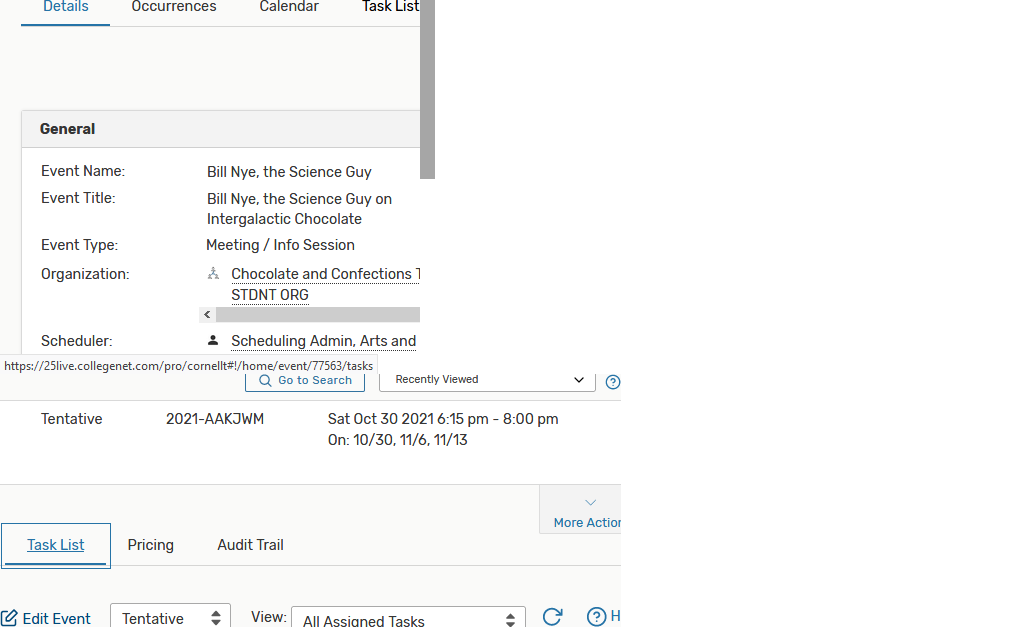 Details Occurrences Calendar Task List
General
Event Name: Bill Nye, the Science Guy
Event Title: Bill Nye, the Science Guy on
Intergalactic Chocolate
Event Type: Meeting / Info Session
Organization: Chocolate and Confections
STDNT ORG
Scheduler: Scheduling Admin, Arts and
https://25live.collegenet.com/pro/cornellt#!/home/event/77563/tasks
Go to Search Recently Viewed
Tentative 2021-AAKJWM Sat Oct 30 2021 6:15 pm - 8:00 pm
On: 10/30, 11/6, 11/13
More Action
Task List Pricing Audit Trail
Edit Event Tentative View: All Assigned Tasks H